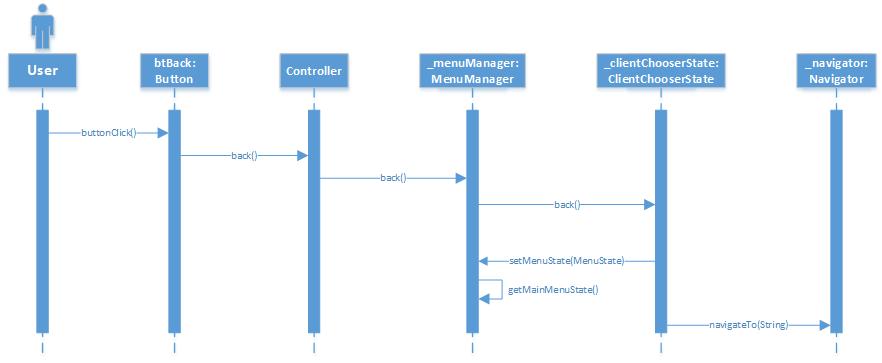 User
btBack:
Button
Controller
_menuManager:
MenuManager
_clientChooserState:
ClientChooserState
_navigator:
Navigator
buttonClick()
back()
back()
back()
setMenuState(MenuState)
getMainMenuState()
navigateTo(String)